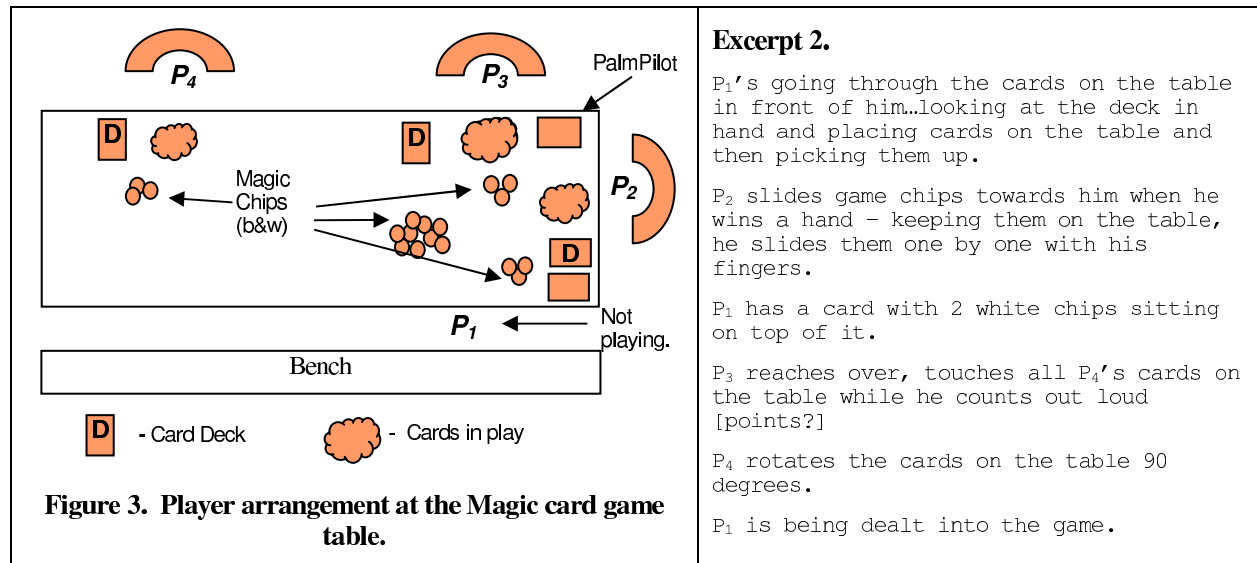 P4
P3
PalmPilot
D
D
P2
Magic
Chips
(b&w)
D
P1
Not
playing.
Bench
D - Card Deck
- Cards in play
Figure 3. Player arrangement at the Magic card game
table.
Excerpt 2.
P1's going through the cards on the table
in front of him…looking at the deck in
hand and placing cards on the table and
then picking them up.
P2 slides game chips towards him when he
wins a hand – keeping them on the table,
he slides them one by one with his
fingers.
P1 has a card with 2 white chips sitting
on top of it.
P3 reaches over, touches all P4's cards on
the table while he counts out loud
[points?]
P4 rotates the cards on the table 90
degrees.
P1 is being dealt into the game.